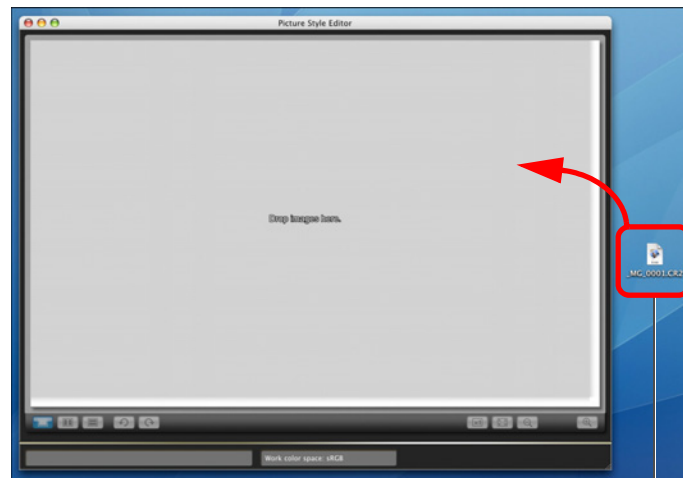 Picture Style Editor
Drop images here.
_MG_0001.CR2
Work color space: sRGB